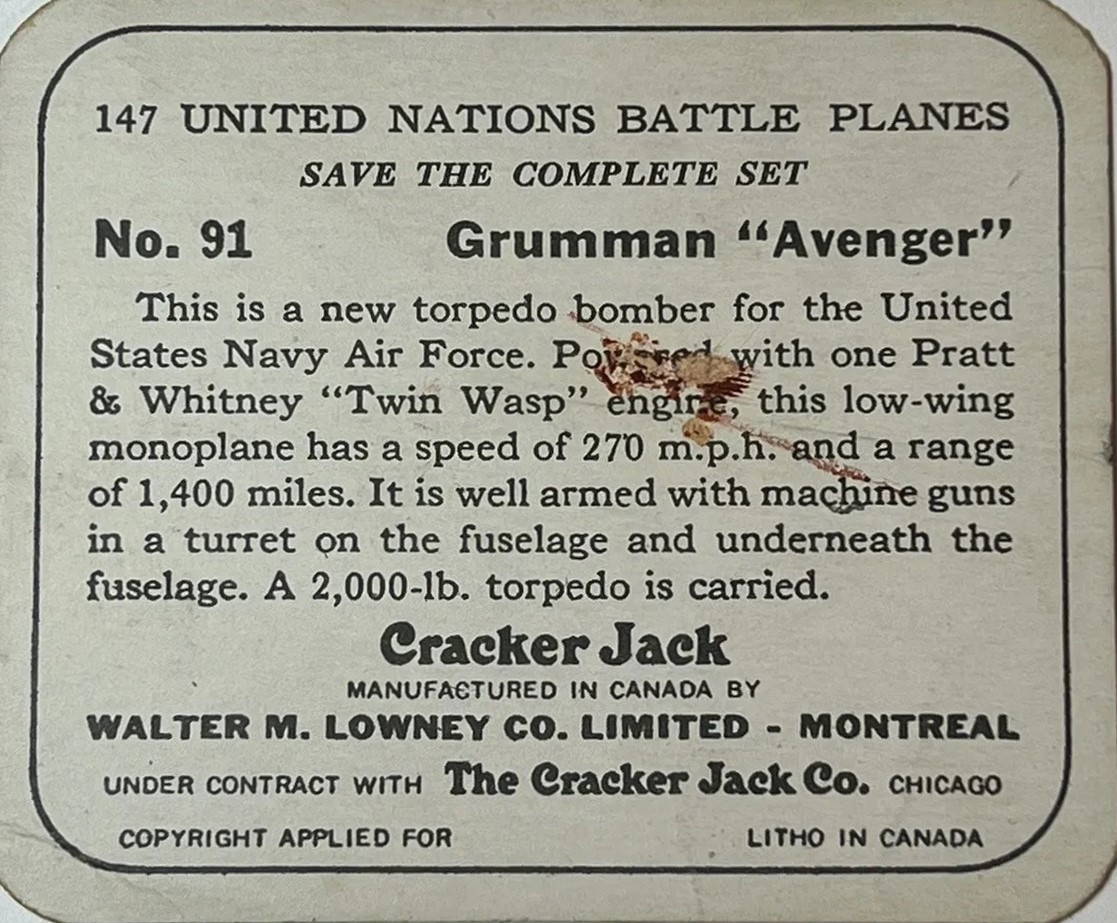 147 UNITED NATIONS BATTLE PLANES
SAVE THE COMPLETE SET
No. 91 Grumman “Avenger”
This is a new torpedo bomber for the United
States Navy Air Force. Powered with one Pratt
& Whitney “Twin Wasp” engine, this low-wing
monoplane has a speed of 270 m.p.h. and a range
of 1,400 miles. It is well armed with machine guns
in a turret on the fuselage and underneath the
fuselage. A 2,000-lb. torpedo is carried.
Cracker Jack
MANUFACTURED IN CANADA BY
WALTER M. LOWNEY CO. LIMITED - MONTREAL
UNDER CONTRACT WITH The Cracker Jack Co. CHICAGO
COPYRIGHT APPLIED FOR LITHO IN CANADA